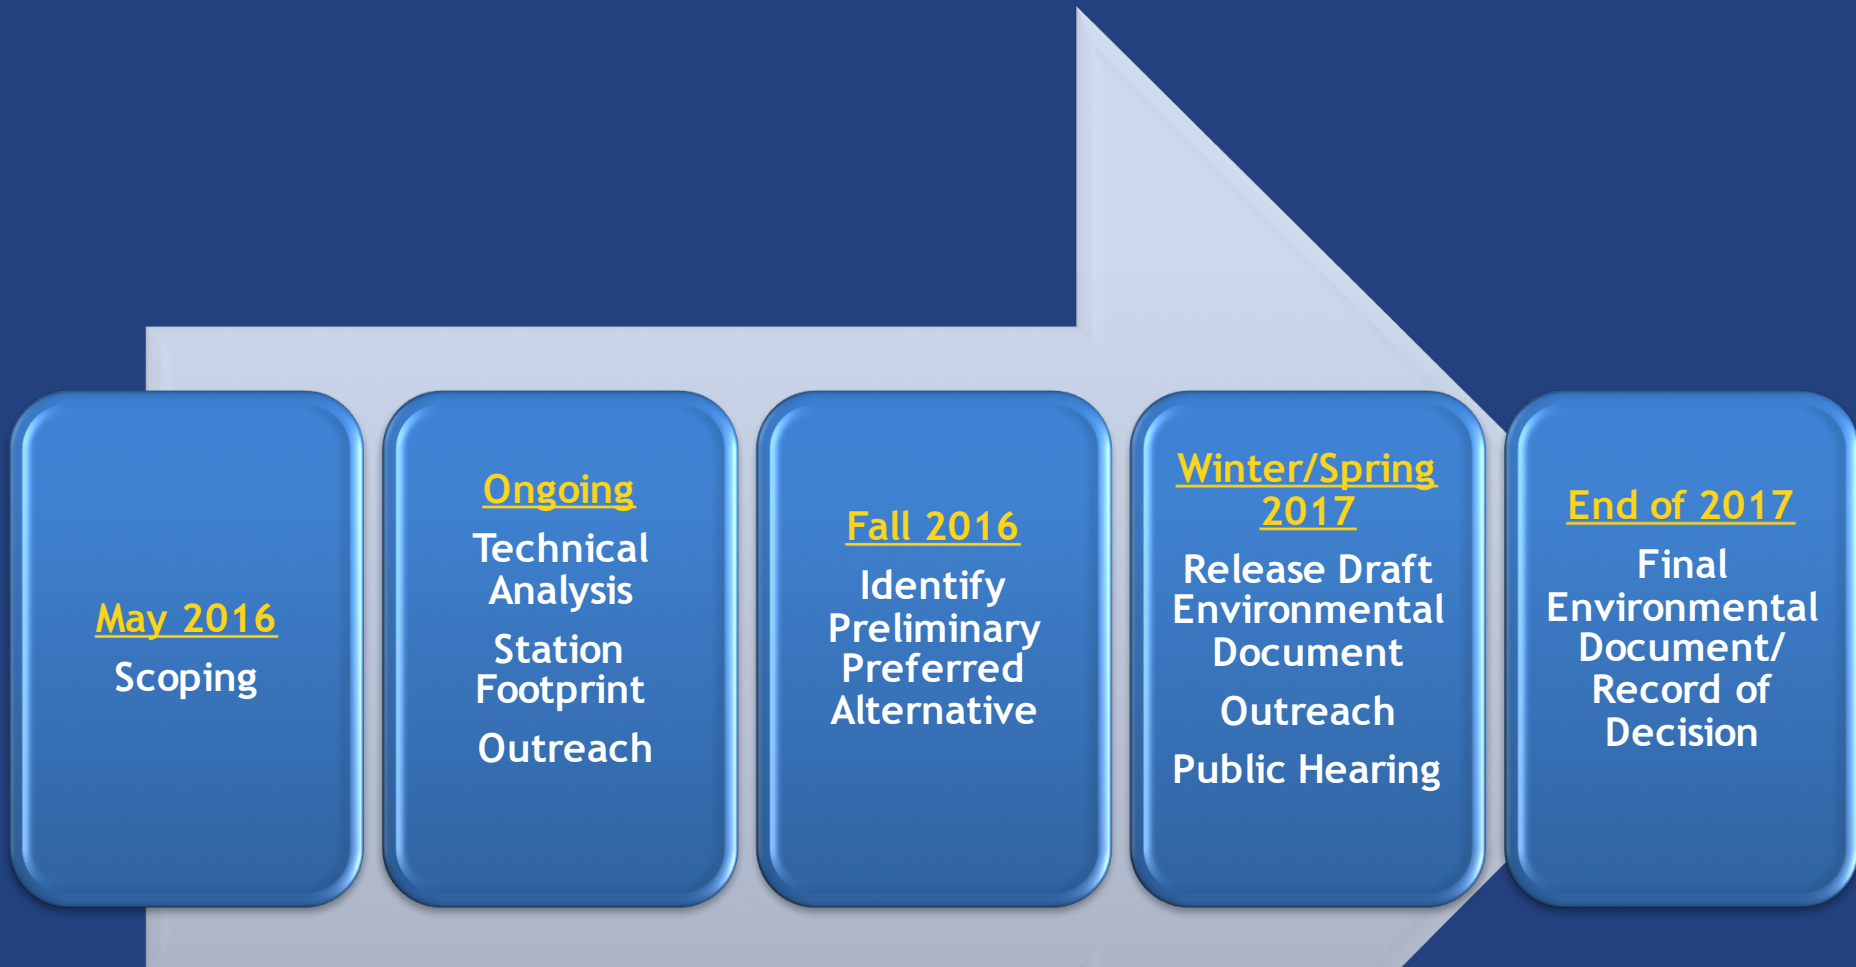 May 2016
Scoping
Ongoing
Technical
Analysis
Station
Footprint
Outreach
Fall 2016
Identify
Preliminary
Preferred
Alternative
Winter/Spring
2017
Release Draft
Environmental
Document
Outreach
Public Hearing
End of 2017
Final
Environmental
Document/
Record of
Decision